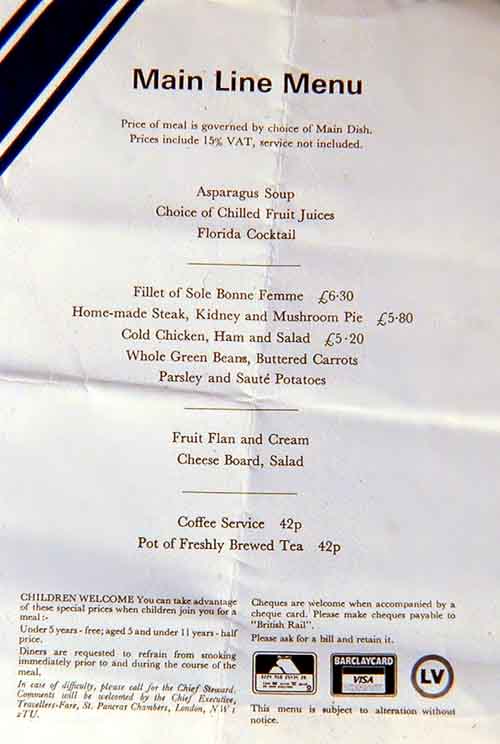 Main Line Menu
Price of meal is governed by choice of Main Dish.
Prices include 15% VAT, service not included.
Asparagus Soup
Choice of Chilled Fruit Juices
Florida Cocktail
Fillet of Sole Bonne Femme £6·30
Home-made Steak, Kidney and Mushroom Pie £5·80
Cold Chicken, Ham and Salad £5·20
Whole Green Beans, Buttered Carrots
Parsley and Sauté Potatoes
Fruit Flan and Cream
Cheese Board, Salad
Coffee Service 42p
Pot of Freshly Brewed Tea 42p
CHILDREN WELCOME You can take advantage
of these special prices when children join you for a
meal:-
Under 5 years - free; aged 5 and under 11 years - half
price.
Diners are requested to refrain from smoking
immediately prior to and during the course of the
meal.
In case of difficulty, please call for the Chief Steward.
Comments will be welcomed by the Chief Executive,
Travellers-Fare, St. Pancras Chambers, London, NW1
2TU.
Cheques are welcome when accompanied by a
cheque card. Please make cheques payable to
"British Rail".
Please ask for a bill and retain it.
BARCLAYCARD
VISA
LV
This menu is subject to alteration without
notice.